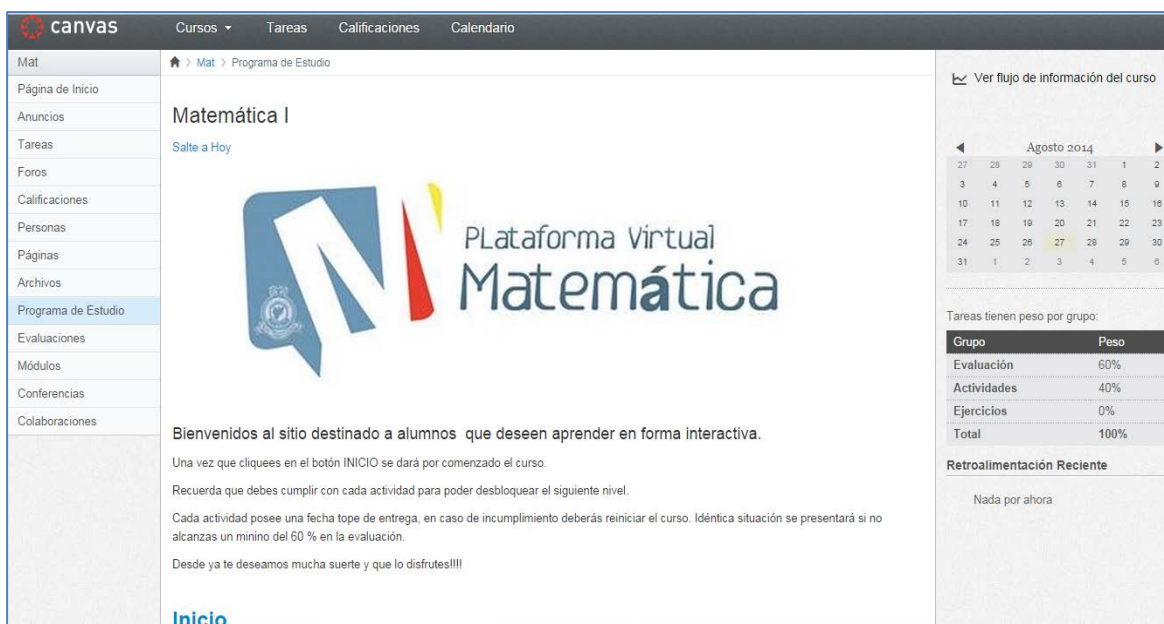 canvas
Cursos
Tareas
Calificaciones
Calendario
Mat
Página de Inicio
Anuncios
Tareas
Foros
Calificaciones
Personas
Páginas
Archivos
Programa de Estudio
Evaluaciones
Módulos
Conferencias
Colaboraciones
Mat > Programa de Estudio
Matemática I
Salte a Hoy
PLataforma Virtual
Matemática
Bienvenidos al sitio destinado a alumnos que deseen aprender en forma interactiva.
Una vez que cliquees en el botón INICIO se dará por comenzado el curso.
Recuerda que debes cumplir con cada actividad para poder desbloquear el siguiente nivel.
Cada actividad posee una fecha tope de entrega, en caso de incumplimiento deberás reiniciar el curso. Idéntica situación se presentará si no
alcanzas un minino del 60 % en la evaluación.
Desde ya te deseamos mucha suerte y que lo disfrutes!!!!
Inicio
Ver flujo de información del curso
Agosto 2014
27 28 29 30 31 1 2
3 4 5 6 7 8 9
10 11 12 13 14 15 16
17 18 19 20 21 22 23
24 25 26 27 28 29 30
31 1 2 3 4 5 6
Tareas tienen peso por grupo:
Grupo Peso
Evaluación 60%
Actividades 40%
Ejercicios 0%
Total 100%
Retroalimentación Reciente
Nada por ahora